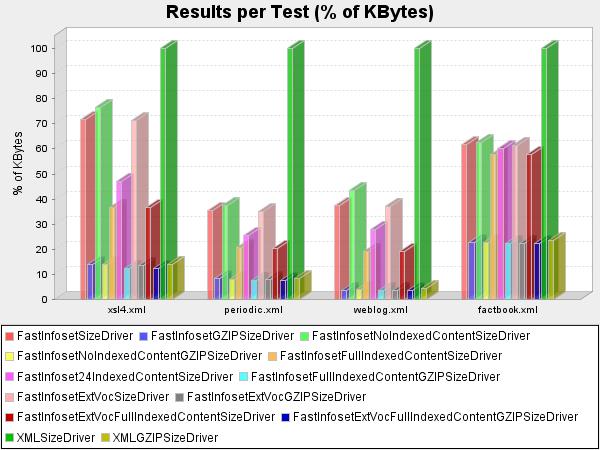 Results per Test (% of KBytes)
100
90
80
70
60
50
40
30
20
10
0
% of KBytes
xsl4.xml periodic.xml weblog.xml factbook.xml
FastInfosetSizeDriver FastInfosetGZIPSizeDriver FastInfosetNoIndexedContentSizeDriver
FastInfosetNoIndexedContentGZIPSizeDriver FastInfosetFullIndexedContentSizeDriver
FastInfoset24IndexedContentSizeDriver FastInfosetFullIndexedContentGZIPSizeDriver
FastInfosetExtVocSizeDriver FastInfosetExtVocGZIPSizeDriver
FastInfosetExtVocFullIndexedContentSizeDriver FastInfosetExtVocFullIndexedContentGZIPSizeDriver
XMLSizeDriver XMLGZIPSizeDriver